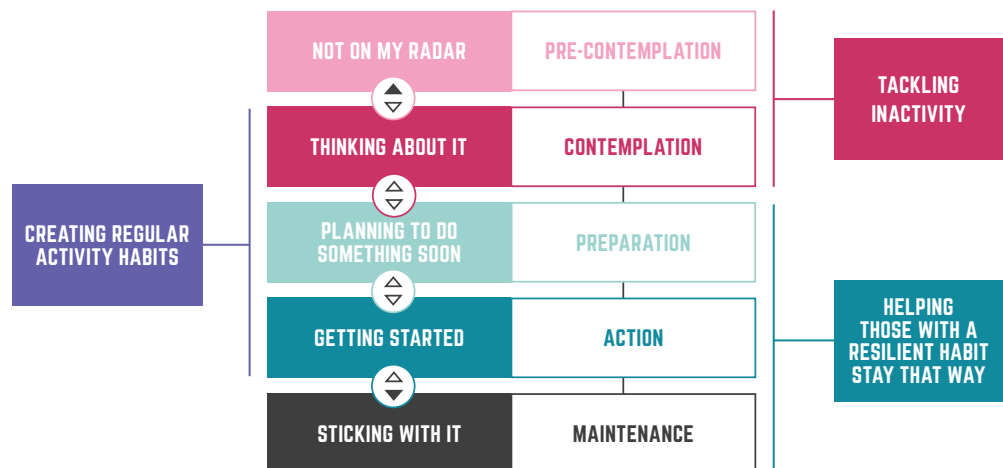 NOT ON MY RADAR
PRE-CONTEMPLATION
TACKLING
INACTIVITY
THINKING ABOUT IT
CONTEMPLATION
CREATING REGULAR
ACTIVITY HABITS
PLANNING TO DO
SOMETHING SOON
PREPARATION
GETTING STARTED
ACTION
HELPING
THOSE WITH A
RESILIENT HABIT
STAY THAT WAY
STICKING WITH IT
MAINTENANCE